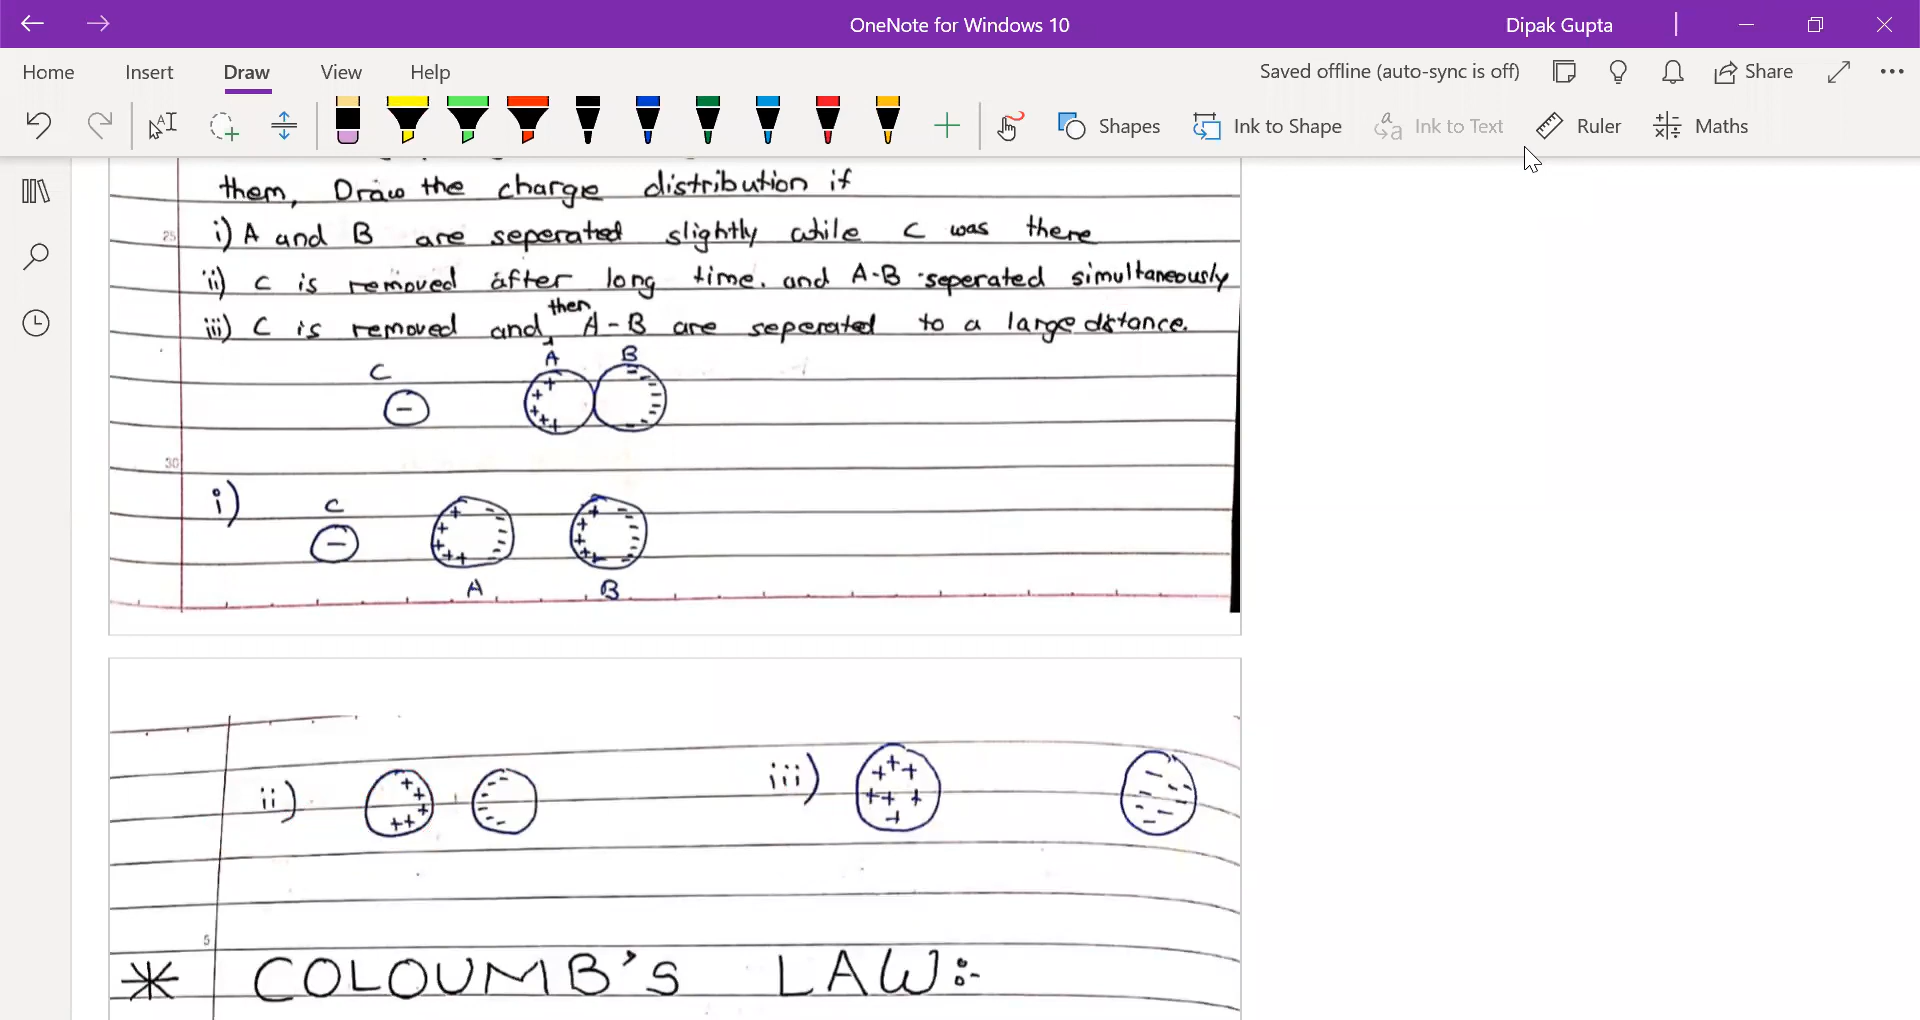 OneNote for Windows 10
Dipak Gupta
Home Insert Draw View Help
Saved offline (auto-sync is off) Share
Shapes Ink to Shape Ink to Text Ruler Maths
them, Draw the charge distribution if
25
i) A and B are seperated slightly while C was there
ii) C is removed after long time. and A-B seperated simultaneously
then
iii) C is removed and A-B are seperated to a large distance.
A B
C
+ + + + + - - - - - -
-
30
i) C
- + + + + + - - - - - + + + + + - - - - -
A B
ii) + + + + + - - - - - iii) + + + + + + + - - - - - - - -
5
* COLOUMB'S LAW:-